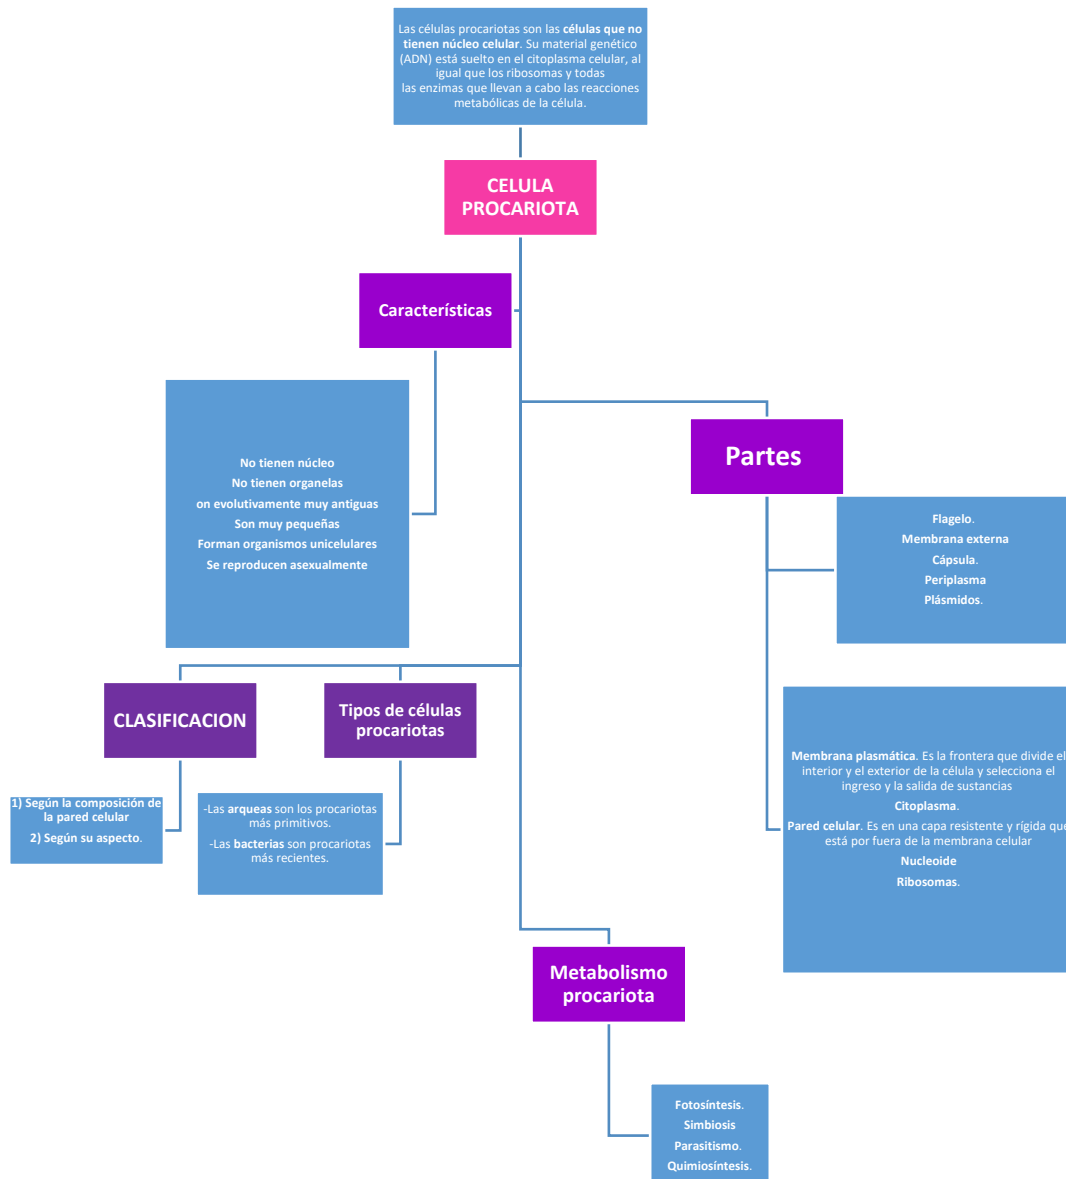 Las células procariotas son las células que no
tienen núcleo celular. Su material genético
(ADN) está suelto en el citoplasma celular, al
igual que los ribosomas y todas
las enzimas que llevan a cabo las reacciones
metabólicas de la célula.
CELULA
PROCARIOTA
Características
No tienen núcleo
No tienen organelas
on evolutivamente muy antiguas
Son muy pequeñas
Forman organismos unicelulares
Se reproducen asexualmente
Partes
Flagelo.
Membrana externa
Cápsula.
Periplasma
Plásmidos.
Membrana plasmática. Es la frontera que divide el
interior y el exterior de la célula y selecciona el
ingreso y la salida de sustancias
Citoplasma.
Pared celular. Es en una capa resistente y rígida que
está por fuera de la membrana celular
Nucleoide
Ribosomas.
CLASIFICACION
1) Según la composición de
la pared celular
2) Según su aspecto.
Tipos de células
procariotas
-Las arqueas son los procariotas
más primitivos.
-Las bacterias son procariotas
más recientes.
Metabolismo
procariota
Fotosíntesis.
Simbiosis
Parasitismo.
Quimiosíntesis.